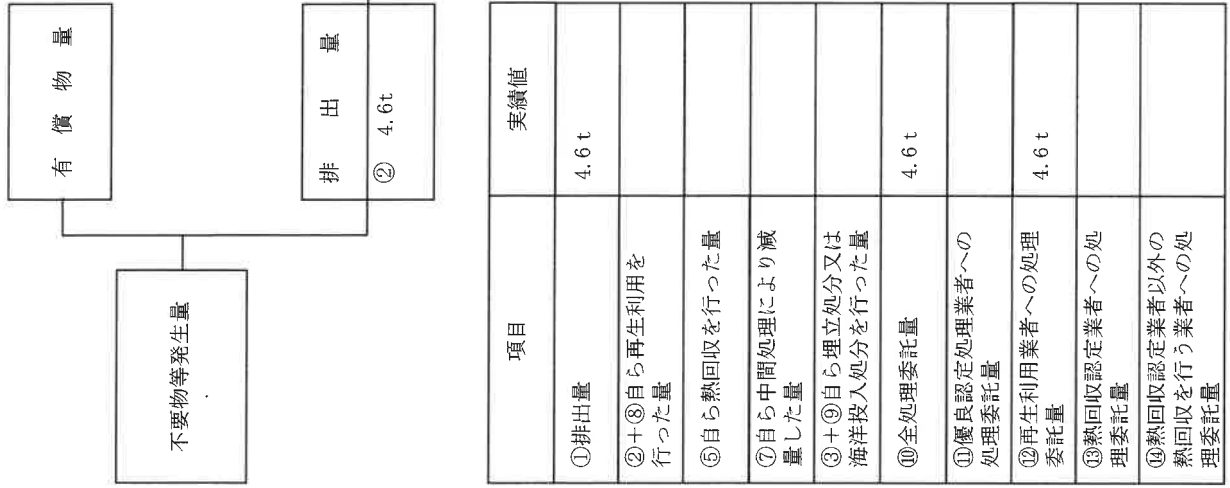 有償物量
排出量
② 4.6t
不要物等発生量
項目 実績値
①排出量 4.6t
②+⑧自ら再生利用を
行った量
⑤自ら熱回収を行った量
⑦自ら中間処理により減
量した量
③+⑨自ら埋立処分又は
海洋投入処分を行った量
⑩全処理委託量 4.6t
⑪優良認定処理業者への
処理委託量
⑫再生利用業者への処理
委託量 4.6t
⑬熱回収認定業者への処
理委託量
⑭熱回収認定業者以外の
熱回収を行う業者への処
理委託量